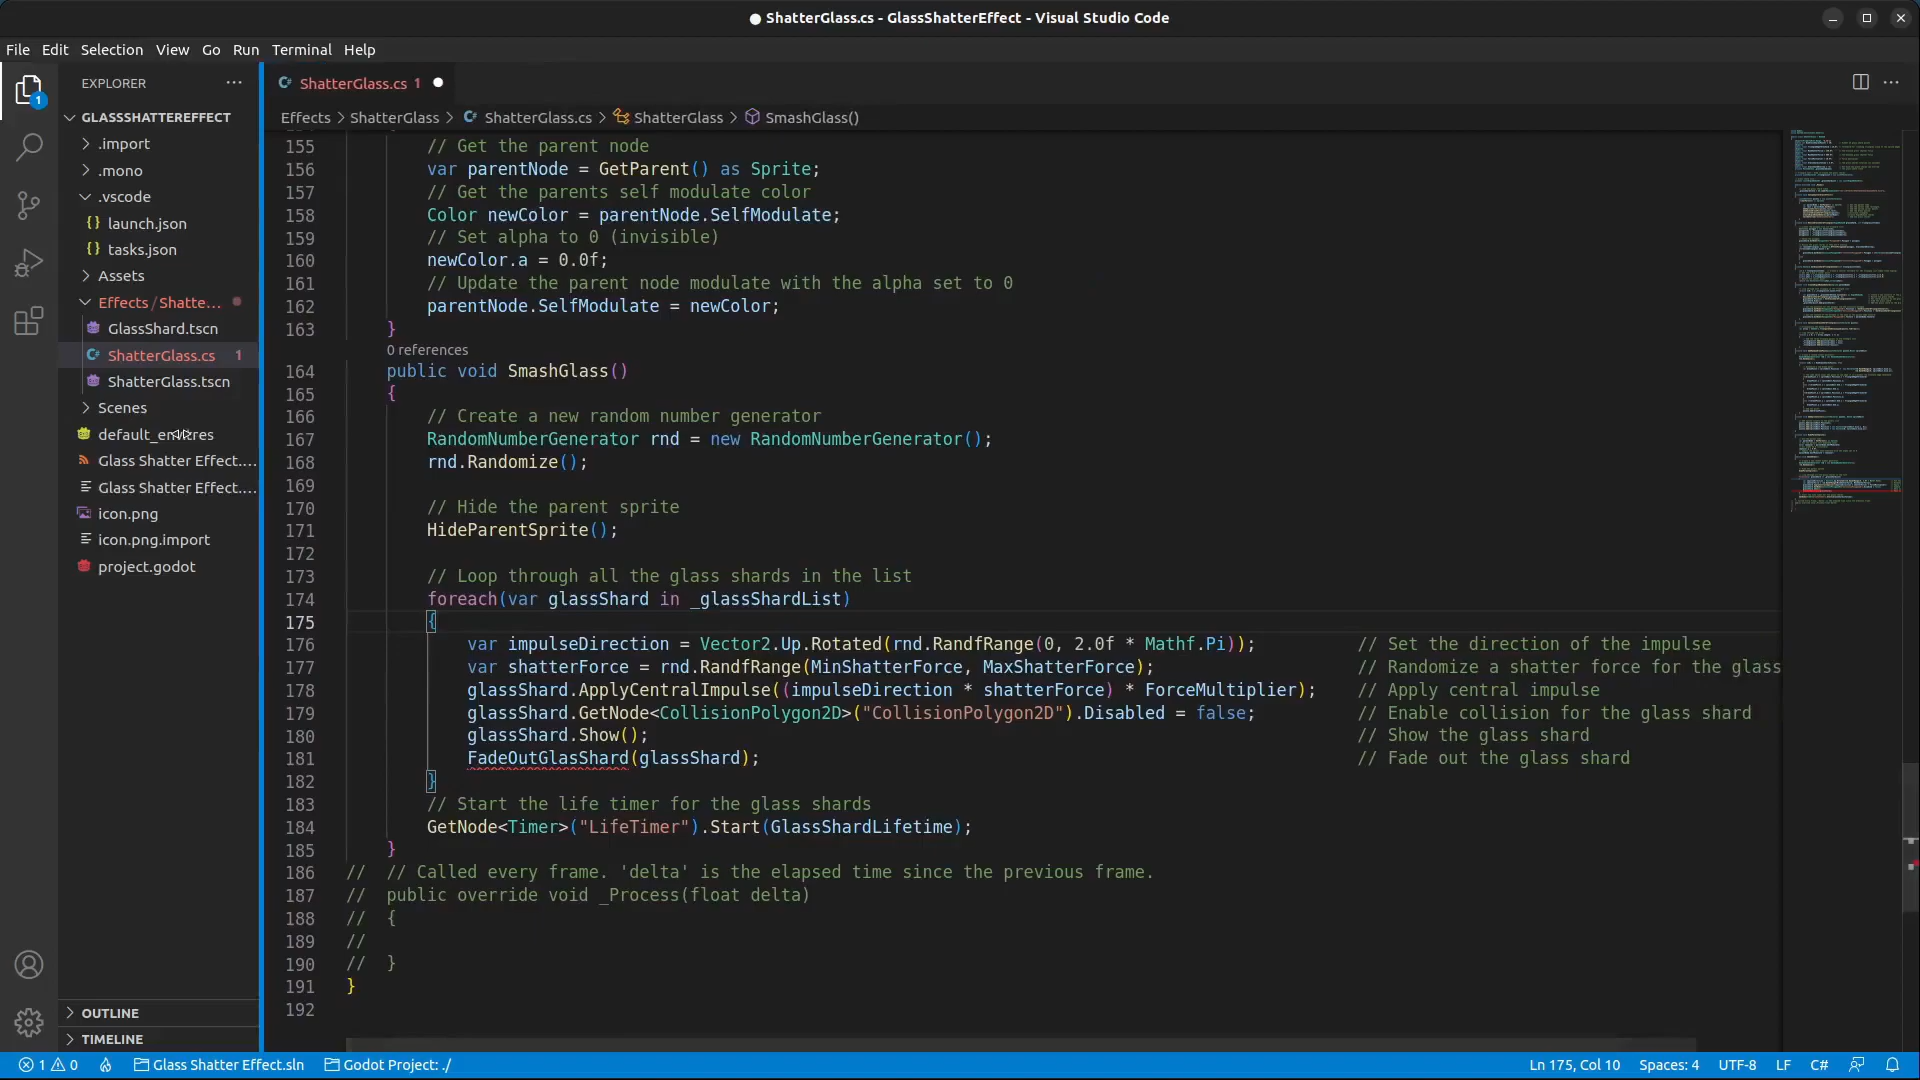 ShatterGlass.cs - GlassShatterEffect - Visual Studio Code
File Edit Selection View Go Run Terminal Help
EXPLORER
GLASSSHATTEREFFECT
.import
.mono
.vscode
launch.json
tasks.json
Assets
Effects / Shatte...
GlassShard.tscn
ShatterGlass.cs 1
ShatterGlass.tscn
Scenes
Glass Shatter Effect....
Glass Shatter Effect....
icon.png
icon.png.import
project.godot
OUTLINE
TIMELINE
ShatterGlass.cs 1
Effects > ShatterGlass > ShatterGlass.cs > ShatterGlass > SmashGlass()
155 // Get the parent node
156 var parentNode = GetParent() as Sprite;
157 // Get the parents self modulate color
158 Color newColor = parentNode.SelfModulate;
159 // Set alpha to 0 (invisible)
160 newColor.a = 0.0f;
161 // Update the parent node modulate with the alpha set to 0
162 parentNode.SelfModulate = newColor;
163 }
0 references
164 public void SmashGlass()
165 {
166 // Create a new random number generator
167 RandomNumberGenerator rnd = new RandomNumberGenerator();
168 rnd.Randomize();
169
170 // Hide the parent sprite
171 HideParentSprite();
172
173 // Loop through all the glass shards in the list
174 foreach(var glassShard in _glassShardList)
175 {
176 var impulseDirection = Vector2.Up.Rotated(rnd.RandfRange(0, 2.0f * Mathf.Pi)); // Set the direction of the impulse
177 var shatterForce = rnd.RandfRange(MinShatterForce, MaxShatterForce); // Randomize a shatter force for the glass
178 glassShard.ApplyCentralImpulse((impulseDirection * shatterForce) * ForceMultiplier); // Apply central impulse
179 glassShard.GetNode<CollisionPolygon2D>("CollisionPolygon2D").Disabled = false; // Enable collision for the glass shard
180 glassShard.Show(); // Show the glass shard
181 FadeOutGlasShard(glassShard); // Fade out the glass shard
182 }
183 // Start the life timer for the glass shards
184 GetNode<Timer>("LifeTimer").Start(GlassShardLifetime);
185 }
186 // // Called every frame. 'delta' is the elapsed time since the previous frame.
187 // public override void _Process(float delta)
188 // {
189 //
190 // }
191 }
192
1 0 Glass Shatter Effect.sln Godot Project: ./ Ln 175, Col 10 Spaces: 4 UTF-8 LF C#